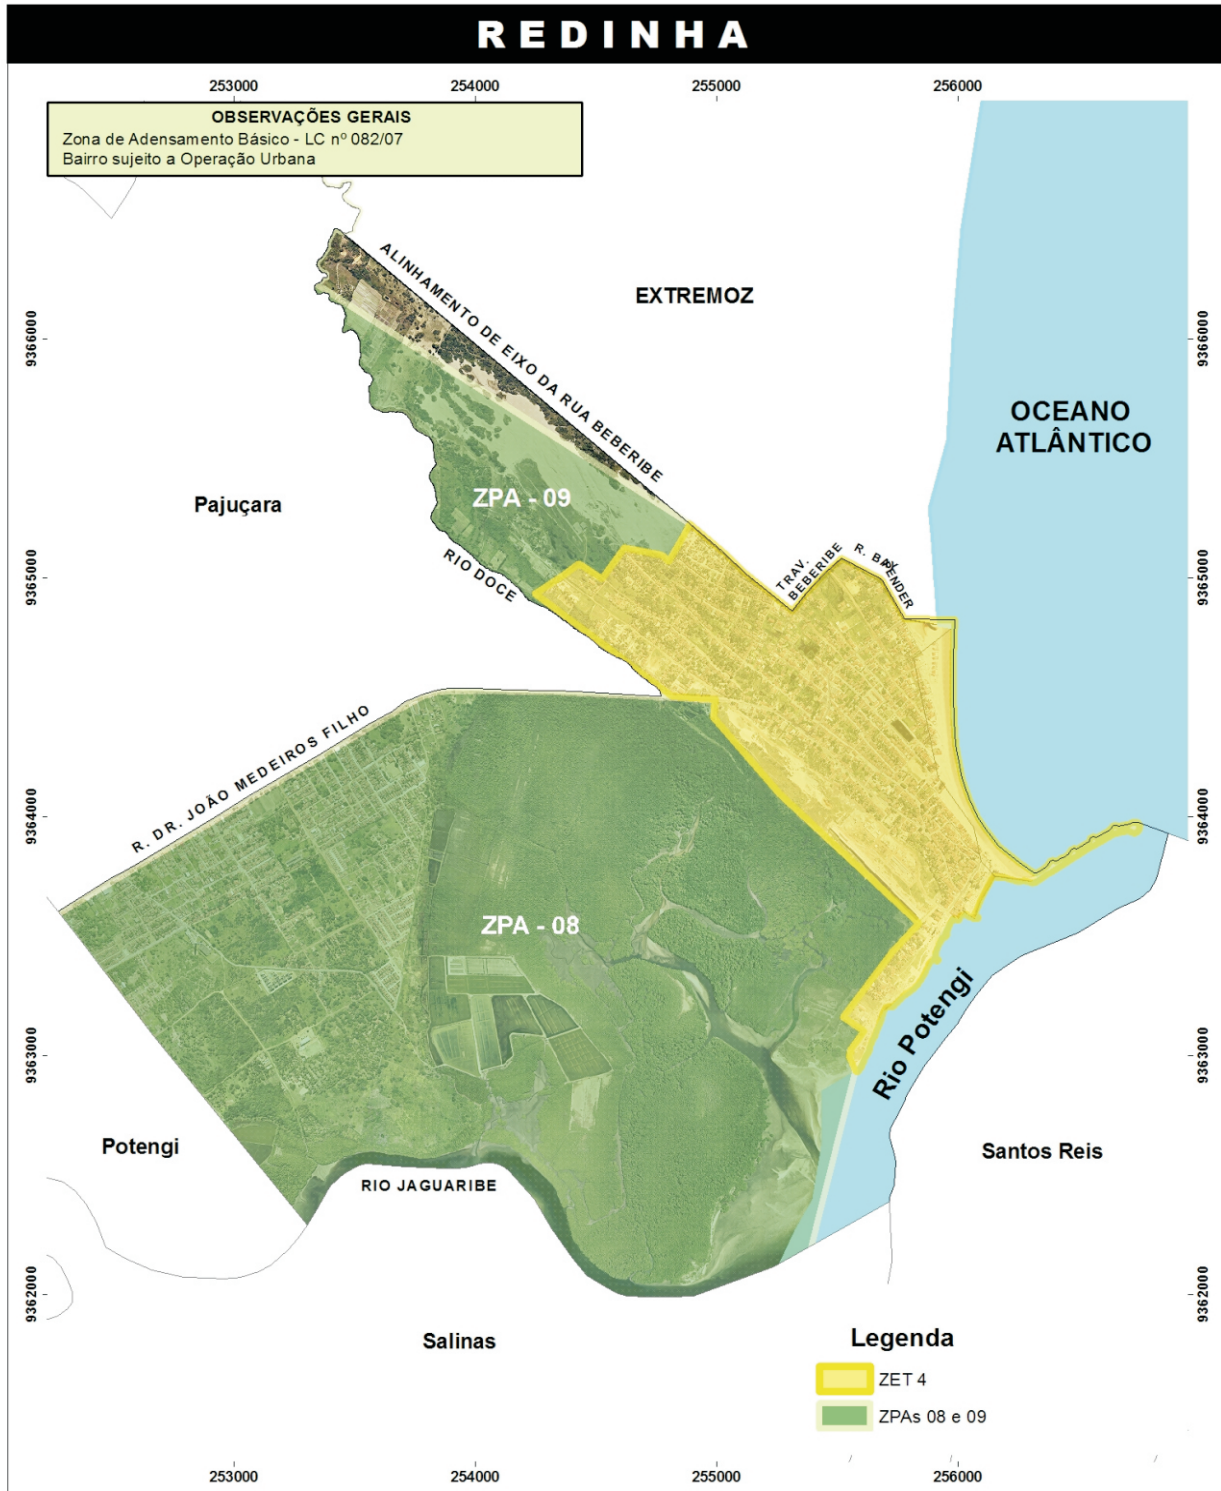 REDINHA
253000
254000
255000
256000
OBSERVAÇÕES GERAIS
Zona de Adensamento Básico - LC nº 082/07
Bairro sujeito a Operação Urbana
ALINHAMENTO DE EIXO DA RUA BEBERIBE
EXTREMOZ
9366000
9366000
OCEANO
ATLÂNTICO
ZPA - 09
Pajuçara
RIO DOCE
TRAV.
BEBERIBE
9365000
9365000
R. DR. JOÃO MEDEIROS FILHO
9364000
9364000
ZPA - 08
Rio Potengi
9363000
9363000
Potengi
Santos Reis
RIO JAGUARIBE
9362000
9362000
Salinas
Legenda
ZET 4
ZPAs 08 e 09
253000
254000
255000
256000